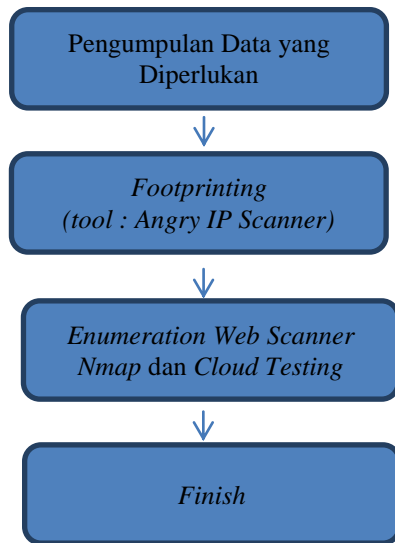 Pengumpulan Data yang
Diperlukan
Footprinting
(tool : Angry IP Scanner)
Enumeration Web Scanner
Nmap dan Cloud Testing
Finish